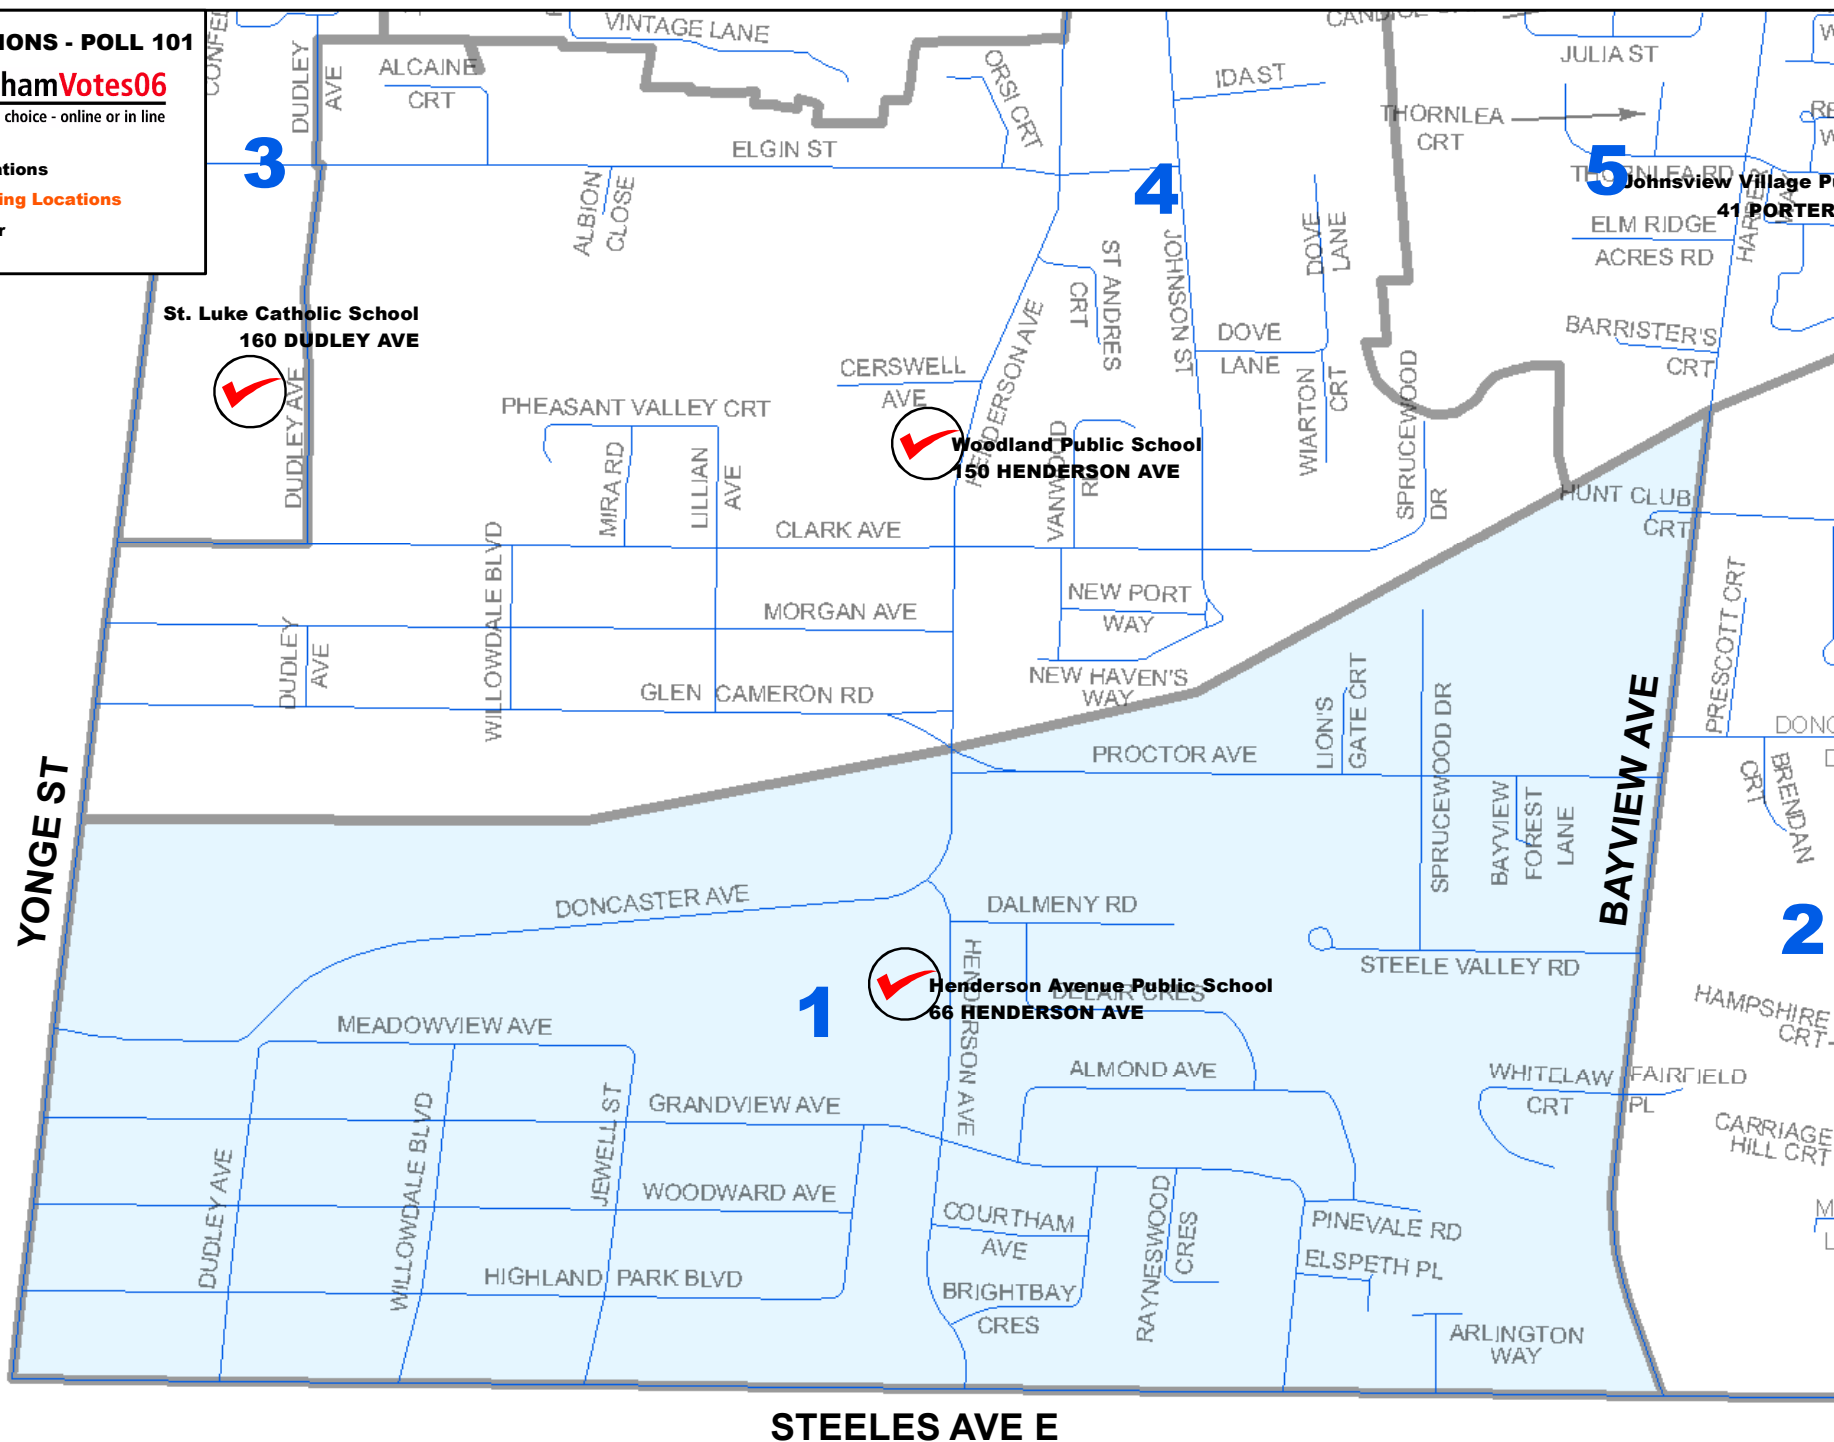 IONS - POLL 101
hamVotes06
choice - online or in line
ing Locations
VINTAGE LANE
DUDLEY
AVE
ALCAINE
CRT
ORSI CRT
IDA ST
JULIA ST
THORNLEA
CRT
ELGIN ST
3
4
5
THORNLEA RD
Johnsview Village
41 PORTER
ALBION
CLOSE
ELM RIDGE
ACRES RD
HARPER
WAY
ST ANDRES
CRT
JOHNSON ST
DOVE
LANE
St. Luke Catholic School
160 DUDLEY AVE
DUDLEY AVE
HENDERSON AVE
DOVE
LANE
BARRISTER'S
CRT
CERSWELL
AVE
PHEASANT VALLEY CRT
WIARTON
CRT
SPRUCEWOOD
DR
Woodland Public School
150 HENDERSON AVE
MIRA RD
LILLIAN
AVE
VANWOOD
HUNT CLUB
CRT
CLARK AVE
WILLOWDALE BLVD
NEW PORT
WAY
MORGAN AVE
PRESCOTT CRT
DUDLEY
AVE
NEW HAVEN'S
WAY
GLEN CAMERON RD
LION'S
GATE CRT
SPRUCEWOOD DR
PROCTOR AVE
BRENDAN
CRT
YONGE ST
BAYVIEW AVE
BAYVIEW
FOREST
LANE
DONCASTER AVE
DALMENY RD
2
STEELE VALLEY RD
HENDERSON AVE
Henderson Avenue Public School
66 HENDERSON AVE
DELAIR CRES
1
HAMPSHIRE
CRT
MEADOWVIEW AVE
ALMOND AVE
WHITELAW
CRT
FAIRFIELD
PL
GRANDVIEW AVE
CARRIAGE
HILL CRT
JEWELL ST
WILLOWDALE BLVD
DUDLEY AVE
WOODWARD AVE
COURTHAM
AVE
RAYNESWOOD
CRES
PINEVALE RD
ELSPETH PL
HIGHLAND PARK BLVD
BRIGHTBAY
CRES
ARLINGTON
WAY
STEELES AVE E